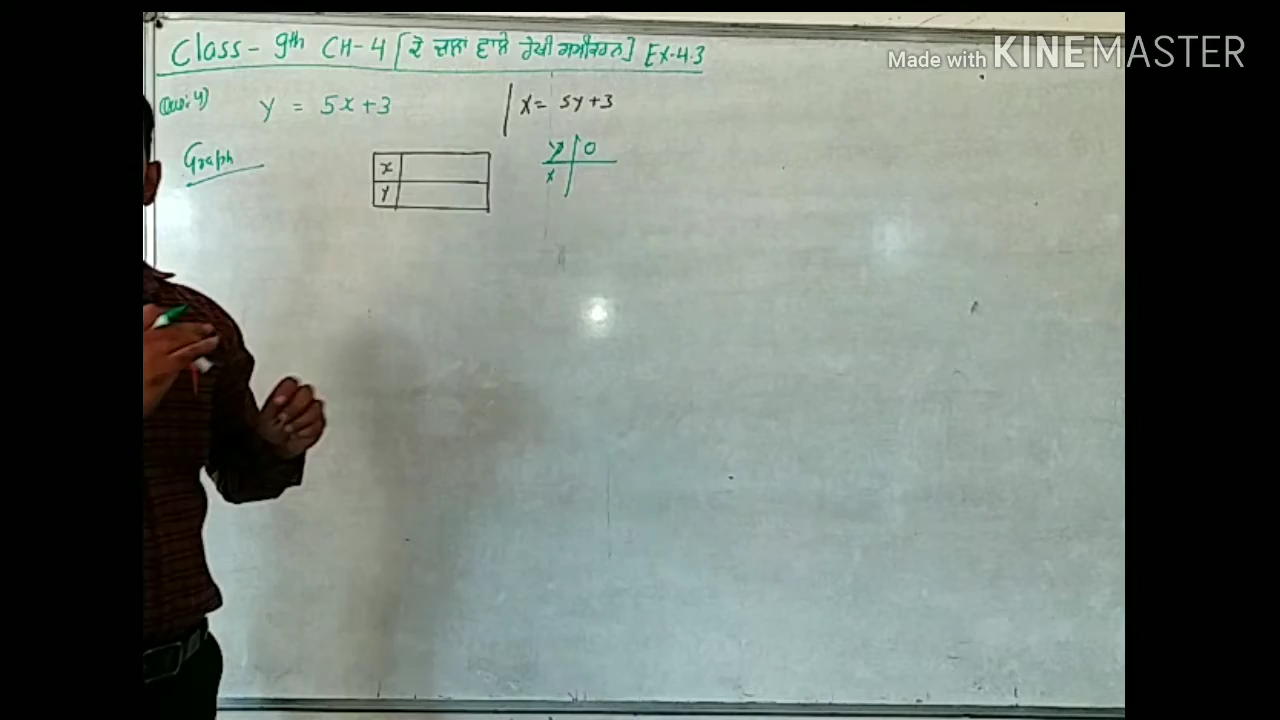 Class - 9th CH-4 [ਦੋ ਚਲਾਂ ਵਾਲੇ ਰੇਖੀ ਸਮੀਕਰਨ] EX-4.3
Made with KINEMASTER
Y = 5x+3
X= 5Y+3
Graph
x
Y
y 0
x